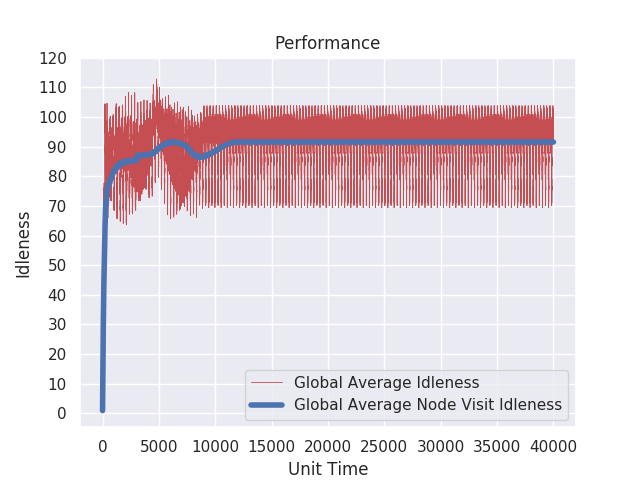 Performance
120
110
100
90
80
70
60
50
40
30
20
10
0
Idleness
Global Average Idleness
Global Average Node Visit Idleness
0 5000 10000 15000 20000 25000 30000 35000 40000
Unit Time